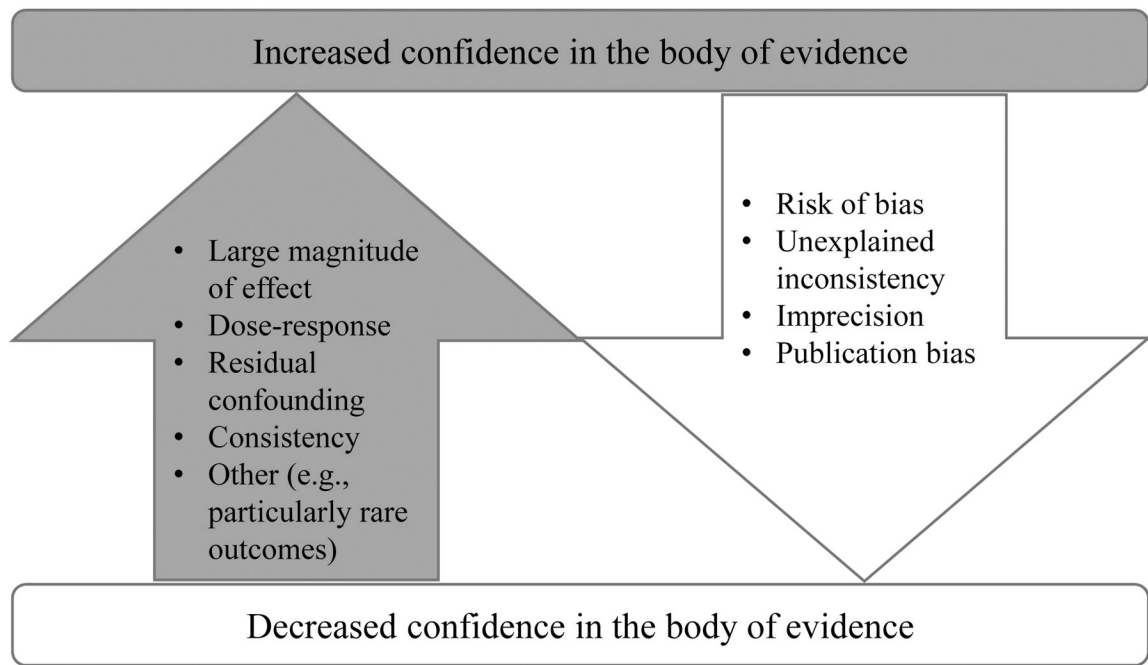 Increased confidence in the body of evidence
• Large magnitude
of effect
• Dose-response
• Residual
confounding
• Consistency
• Other (e.g.,
particularly rare
outcomes)
• Risk of bias
• Unexplained
inconsistency
• Imprecision
• Publication bias
Decreased confidence in the body of evidence